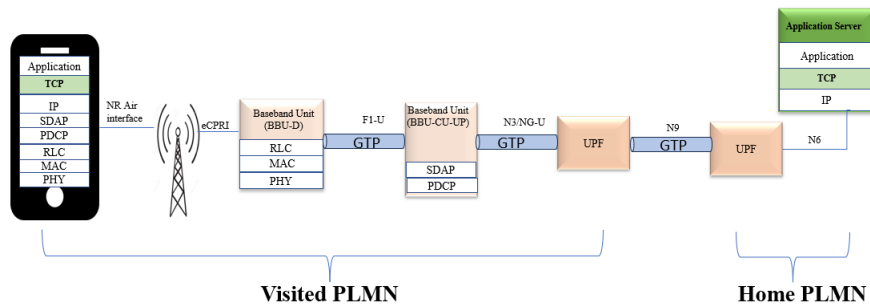 Application
TCP
IP
SDAP
PDCP
RLC
MAC
PHY
NR Air
interface
eCPRI
Baseband Unit
(BBU-D)
RLC
MAC
PHY
F1-U
GTP
Baseband Unit
(BBU-CU-UP)
SDAP
PDCP
N3/NG-U
GTP
UPF
N9
GTP
UPF
N6
Application Server
Application
TCP
IP
Visited PLMN
Home PLMN